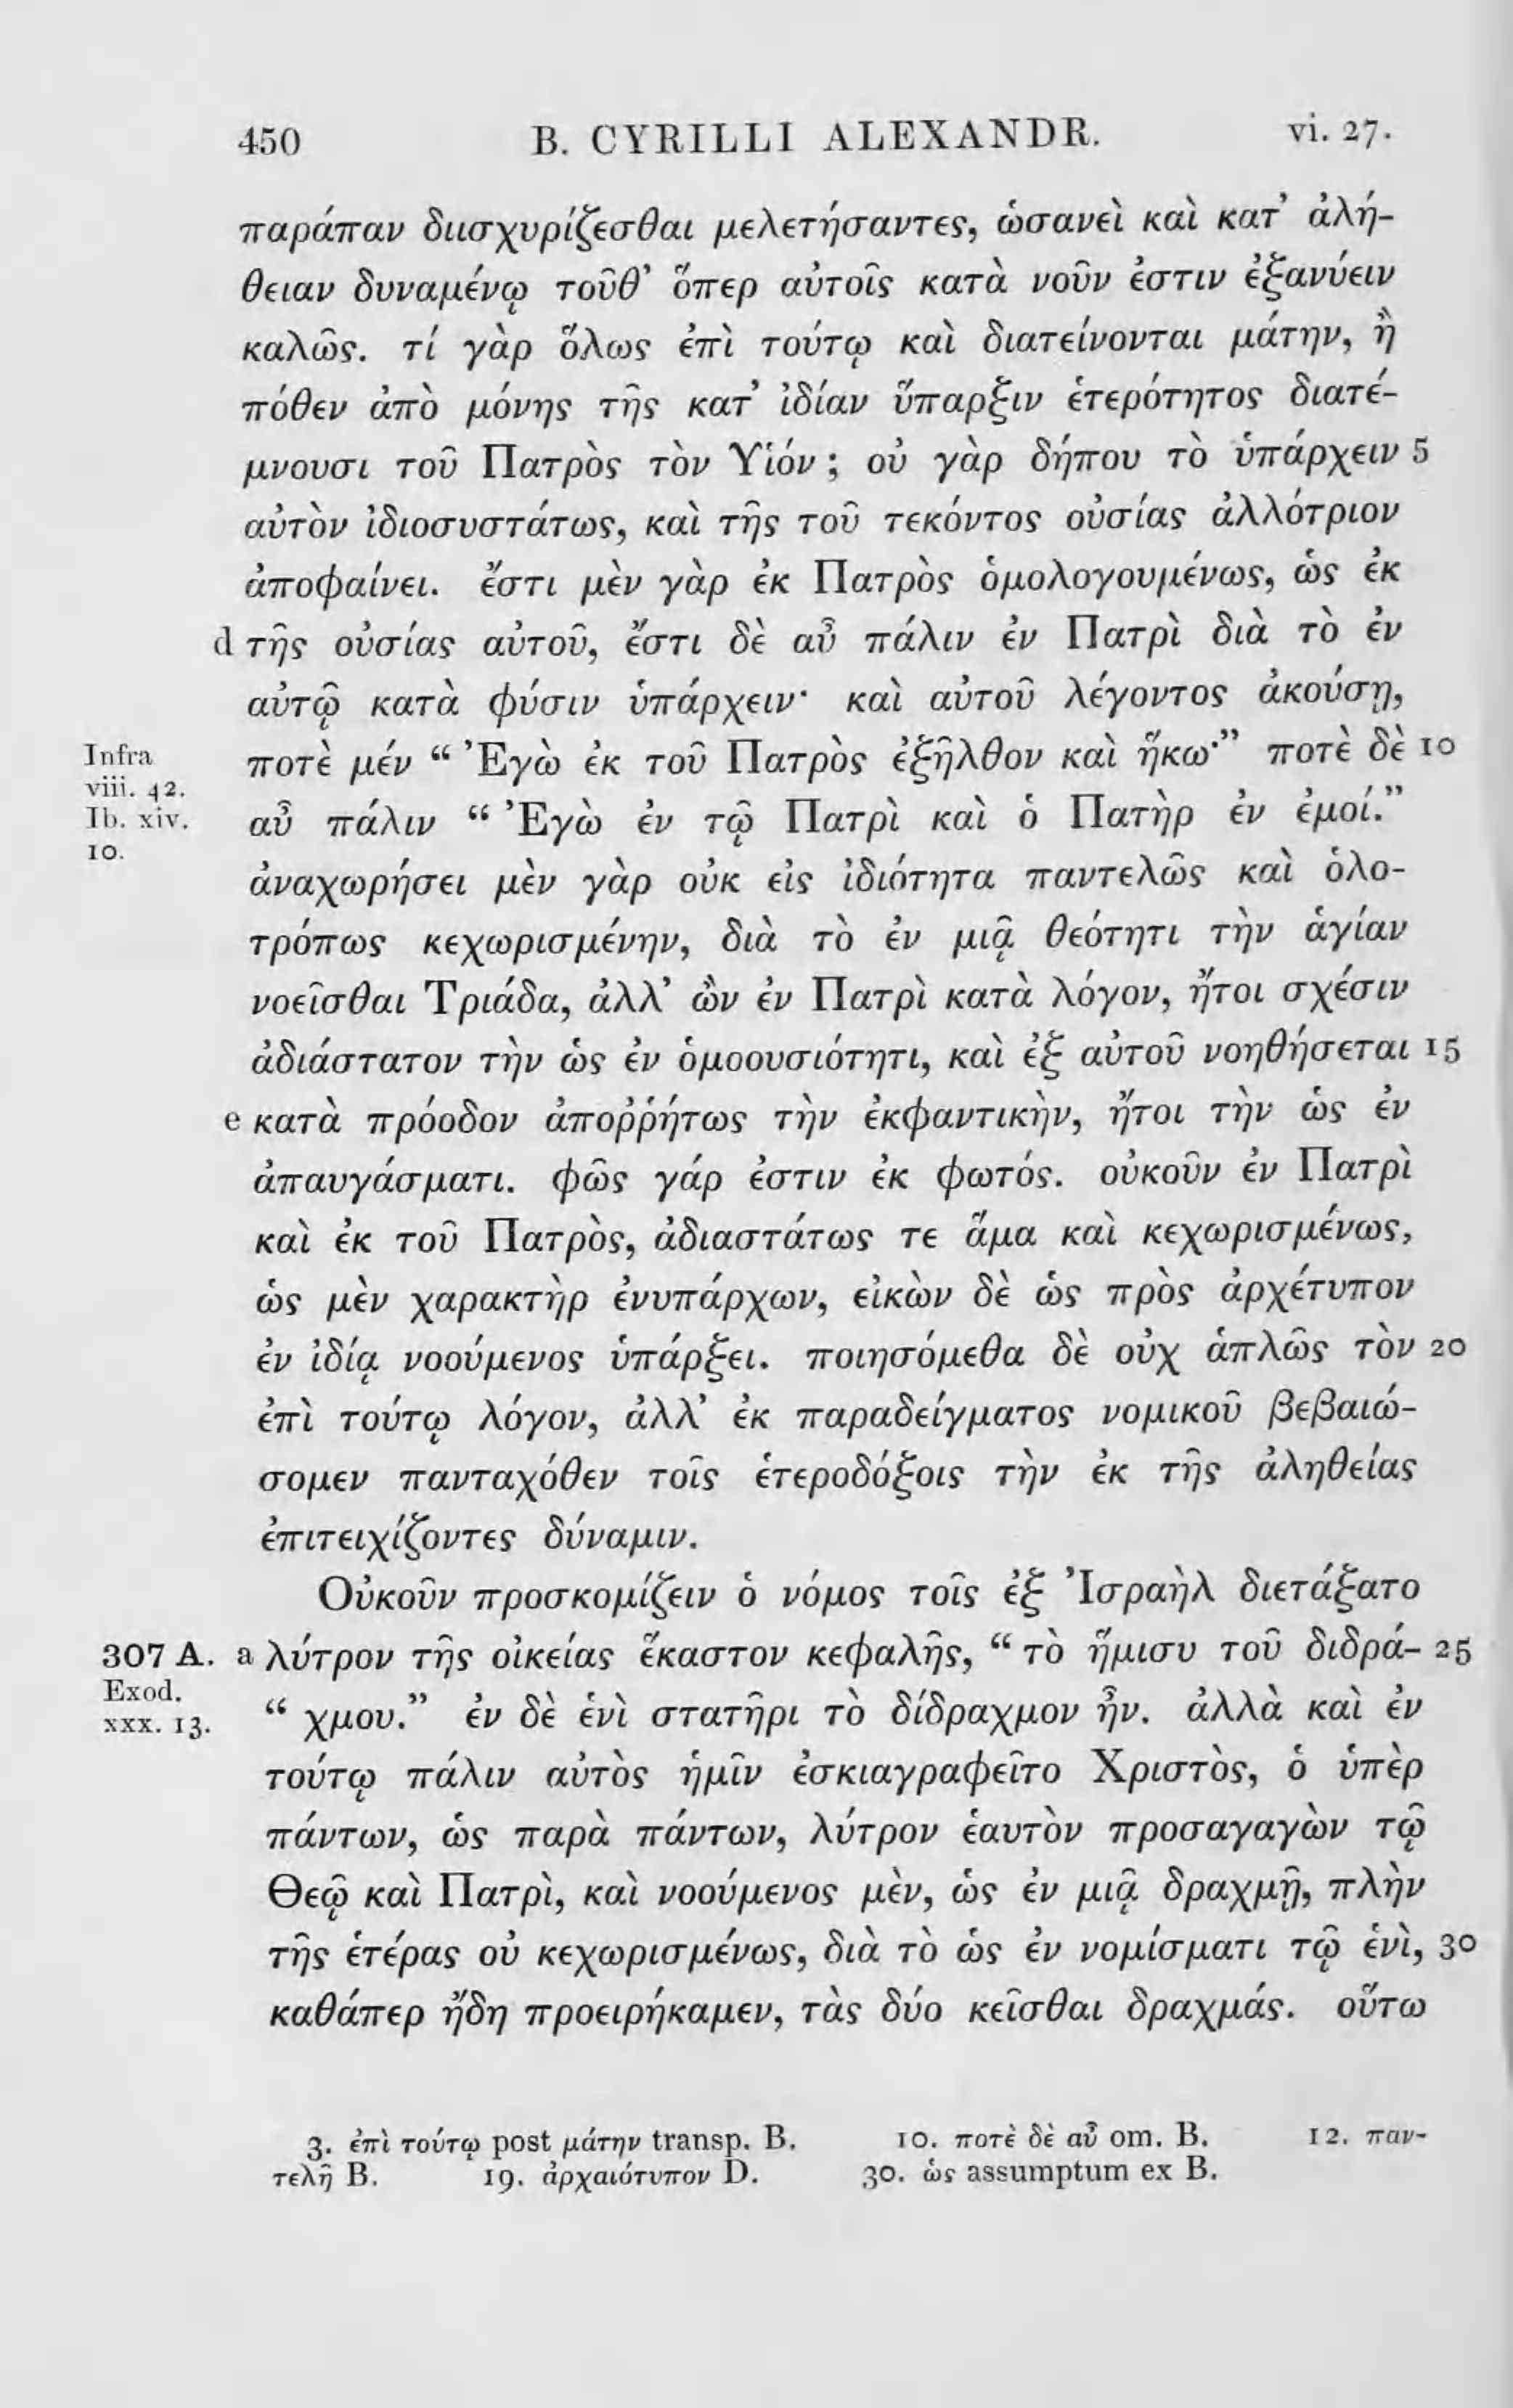 450 B. CYRILLI ALEXANDR. vi. 27.
παράπαν διισχυρίζεσθαι μελετήσαντες, ὡσανεὶ καὶ κατ’ ἀλή-
θειαν δυναμένῳ τοῦθ’ ὅπερ αὐτοῖς κατὰ νοῦν ἐστιν ἐξανύειν
καλῶς. τί γὰρ ὅλως ἐπὶ τούτῳ καὶ διατείνονται μάτην, ἢ
πόθεν ἀπὸ μόνης τῆς κατ’ ἰδίαν ὕπαρξιν ἑτερότητος διατέ-
μνουσι τοῦ Πατρὸς τὸν Υἱόν ; οὐ γὰρ δήπου τὸ ὑπάρχειν 5
αὐτὸν ἰδιοσυστάτως, καὶ τῆς τοῦ τεκόντος οὐσίας ἀλλότριον
ἀποφαίνει. ἔστι μὲν γὰρ ἐκ Πατρὸς ὁμολογουμένως, ὡς ἐκ
d τῆς οὐσίας αὐτοῦ, ἔστι δὲ αὖ πάλιν ἐν Πατρὶ διὰ τὸ ἐν
αὐτῷ κατὰ φύσιν ὑπάρχειν· καὶ αὐτοῦ λέγοντος ἀκούσῃ,
Infra
viii. 42.
Ib. xiv.
10.
ποτὲ μέν “ Ἐγὼ ἐκ τοῦ Πατρὸς ἐξῆλθον καὶ ἥκω·” ποτὲ δὲ 10
αὖ πάλιν “ Ἐγὼ ἐν τῷ Πατρὶ καὶ ὁ Πατὴρ ἐν ἐμοί.”
ἀναχωρήσει μὲν γὰρ οὐκ εἰς ἰδιότητα παντελῶς καὶ ὁλο-
τρόπως κεχωρισμένην, διὰ τὸ ἐν μιᾷ θεότητι τὴν ἁγίαν
νοεῖσθαι Τριάδα, ἀλλ’ ὢν ἐν Πατρὶ κατὰ λόγον, ἤτοι σχέσιν
ἀδιάστατον τὴν ὡς ἐν ὁμοουσιότητι, καὶ ἐξ αὐτοῦ νοηθήσεται 15
e κατὰ πρόοδον ἀποῤῥήτως τὴν ἐκφαντικὴν, ἤτοι τὴν ὡς ἐν
ἀπαυγάσματι. φῶς γάρ ἐστιν ἐκ φωτός. οὐκοῦν ἐν Πατρὶ
καὶ ἐκ τοῦ Πατρὸς, ἀδιαστάτως τε ἅμα καὶ κεχωρισμένως,
ὡς μὲν χαρακτὴρ ἐνυπάρχων, εἰκὼν δὲ ὡς πρὸς ἀρχέτυπον
ἐν ἰδίᾳ νοούμενος ὑπάρξει. ποιησόμεθα δὲ οὐχ ἁπλῶς τὸν 20
ἐπὶ τούτῳ λόγον, ἀλλ’ ἐκ παραδείγματος νομικοῦ βεβαιώ-
σομεν πανταχόθεν τοῖς ἑτεροδόξοις τὴν ἐκ τῆς ἀληθείας
ἐπιτειχίζοντες δύναμιν.
Οὐκοῦν προσκομίζειν ὁ νόμος τοῖς ἐξ Ἰσραὴλ διετάξατο
307 A. a λύτρον τῆς οἰκείας ἕκαστον κεφαλῆς, “ τὸ ἥμισυ τοῦ διδρά- 25
Exod.
xxx. 13.
“ χμου.” ἐν δὲ ἑνὶ στατῆρι τὸ δίδραχμον ἦν. ἀλλὰ καὶ ἐν
τούτῳ πάλιν αὐτὸς ἡμῖν ἐσκιαγραφεῖτο Χριστὸς, ὁ ὑπὲρ
πάντων, ὡς παρὰ πάντων, λύτρον ἑαυτὸν προσαγαγὼν τῷ
Θεῷ καὶ Πατρὶ, καὶ νοούμενος μὲν, ὡς ἐν μιᾷ δραχμῇ, πλὴν
τῆς ἑτέρας οὐ κεχωρισμένως, διὰ τὸ ὡς ἐν νομίσματι τῷ ἑνὶ, 30
καθάπερ ἤδη προειρήκαμεν, τὰς δύο κεῖσθαι δραχμάς. οὕτω
3. ἐπὶ τούτῳ post μάτην transp. B. 10. ποτὲ δὲ αὖ om. B. 12. παν-
τελῆ B. 19. ἀρχαιότυπον D. 30. ὡς assumptum ex B.